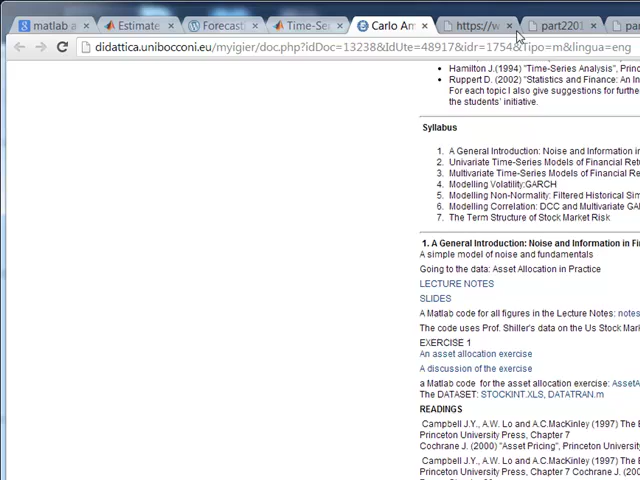 matlab a
Estimate
Forecast
Time-Se
Carlo Am
https://w
part2201
par
didattica.unibocconi.eu/myigier/doc.php?idDoc=13238&IdUte=48917&idr=1754&Tipo=m&lingua=eng
Hamilton J.(1994) "Time-Series Analysis", Princ
Ruppert D. (2002) "Statistics and Finance: An In
For each topic I also give suggestions for furthe
the students' initiative.
Syllabus
1. A General Introduction: Noise and Information in
2. Univariate Time-Series Models of Financial Retu
3. Multivariate Time-Series Models of Financial Re
4. Modelling Volatility:GARCH
5. Modelling Non-Normality: Filtered Historical Sim
6. Modelling Correlation: DCC and Multivariate GA
7. The Term Structure of Stock Market Risk
1. A General Introduction: Noise and Information in Fi
A simple model of noise and fundamentals
Going to the data: Asset Allocation in Practice
LECTURE NOTES
SLIDES
A Matlab code for all figures in the Lecture Notes: notes
The code uses Prof. Shiller's data on the Us Stock Mark
EXERCISE 1
An asset allocation exercise
A discussion of the exercise
a Matlab code for the asset allocation exercise: AssetA
The DATASET: STOCKINT.XLS, DATATRAN.m
READINGS
Campbell J.Y., A.W. Lo and A.C.MacKinley (1997) The E
Princeton University Press, Chapter 7
Cochrane J. (2000) "Asset Pricing", Princeton Universit
Campbell J.Y., A.W. Lo and A.C.MacKinley (1997) The E
Princeton University Press, Chapter 7 Cochrane J. (200